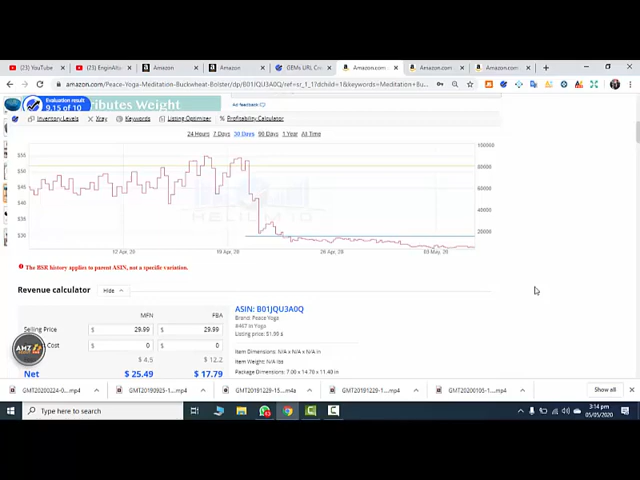 (23) YouTube
(23) EnginAlt
Amazon
Amazon
GEMs URL Cr
Amazon.com
Amazon.com
Amazon.com
amazon.com/Peace-Yoga-Meditation-Buckwheat-Bolster/dp/B01JQU3A0Q/ref=sr_1_1?dchild=1&keywords=Meditation+Bu...
Evaluation result
9.15 of 10
tributes Weight
Ad feedback
Inventory Levels
Xray
Keywords
Listing Optimizer
Profitability Calculator
24 Hours 7 Days 30 Days 90 Days 1 Year All Time
$55
$50
$45
$40
$35
$30
100000
80000
60000
40000
20000
HELIUM 10
12 Apr, 20
19 Apr, 20
26 Apr, 20
03 May, 20
The BSR history applies to parent ASIN, not a specific variation.
Revenue calculator
Hide
MFN
FBA
Selling Price
$ 29.99
$ 29.99
Cost
$ 0
$ 0
$ 4.5
$ 12.2
Net
$ 25.49
$ 17.79
ASIN: B01JQU3A0Q
Brand: Peace Yoga
#467 in Yoga
Listing price: $1.99
Item Dimensions: N/A x N/A x N/A in
Item Weight: N/A lbs
Package Dimensions: 7.00 x 14.70 x 11.40 in
AMZ
GMT20200224-0....mp4
GMT20190925-1....mp4
GMT20191229-15....m4a
GMT20191229-1....mp4
GMT20200105-1....mp4
Show all
Type here to search
3:14 pm
05/05/2020